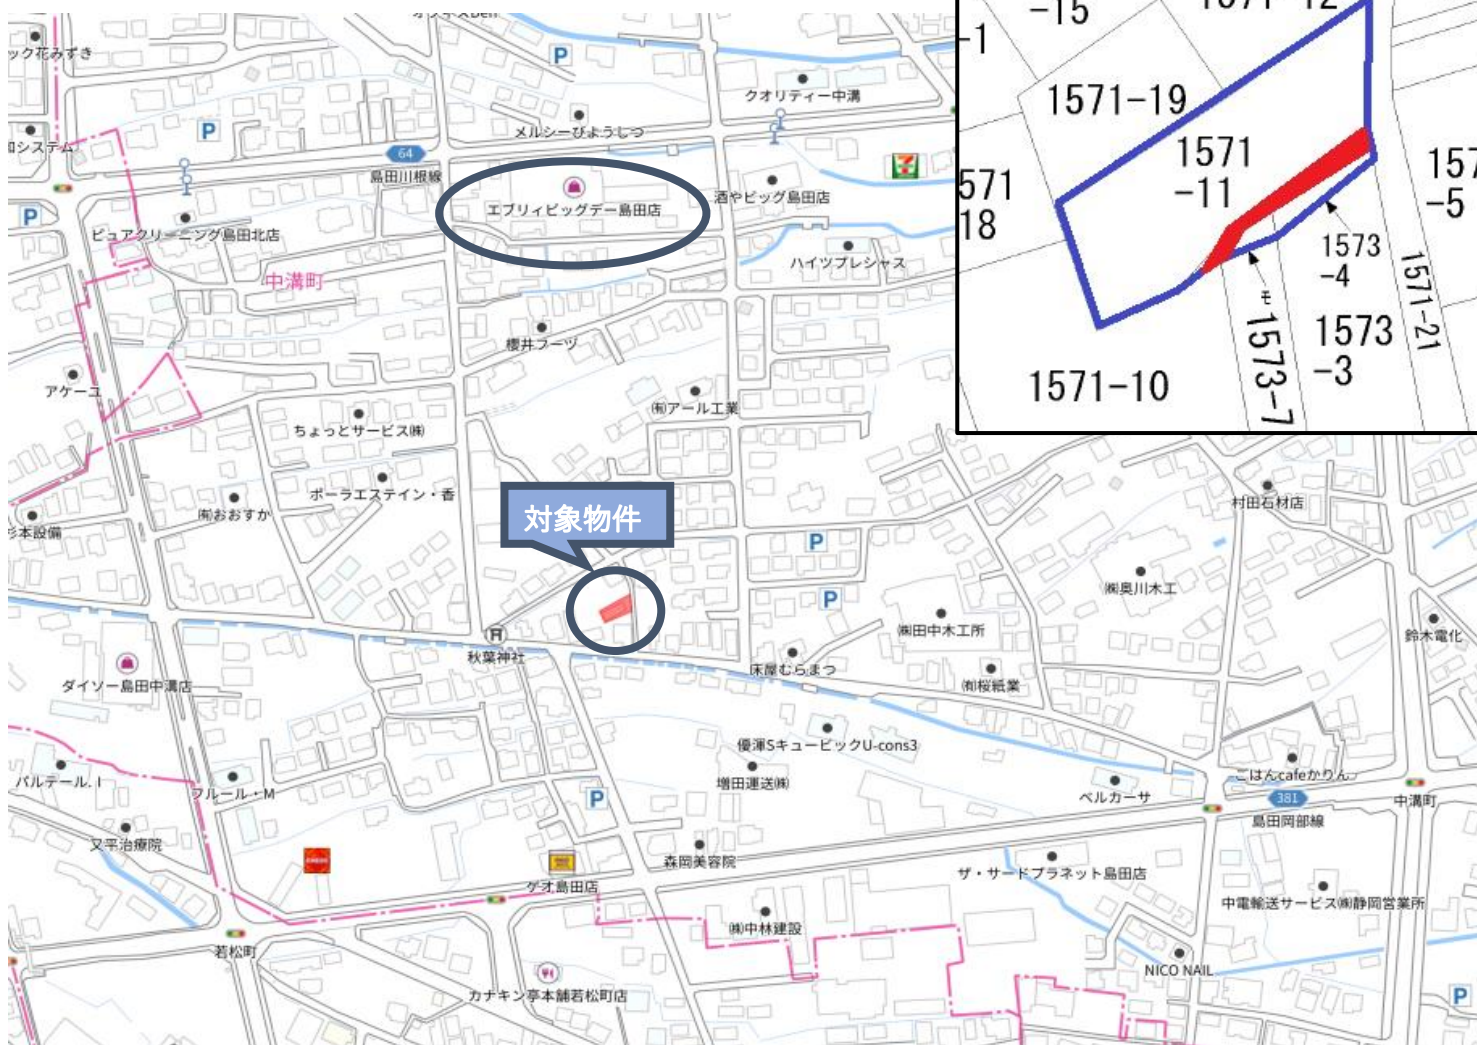 ック花みずき
P
クオリティー中溝
メルシーびようしつ
P
ロシステム
64
島田川根線
エブリィビッグデー島田店
酒やビッグ島田店
P
ピュアクリーニング島田北店
ハイツプレシャス
中溝町
櫻井フーヅ
アケーユ
㈲アール工業
ちょっとサービス㈱
ポーラエステイン・香
㈲おおすか
杉本設備
対象物件
村田石材店
P
㈱奥川木工
P
㈱田中木工所
鈴木電化
秋葉神社
床屋むらまつ
㈲桜紙業
ダイソー島田中溝店
優渾SキュービックU-cons3
増田運送㈱
パルテール.I
フルール・M
ごはんcafeかりん
ベルカーサ
381
中溝町
島田岡部線
P
又平治療院
森岡美容院
ザ・サードプラネット島田店
ゲオ島田店
中電輸送サービス㈱静岡営業所
㈱中林建設
若松町
NICO NAIL
カナキン亭本舗若松町店
P
-15
1571-12
-1
1571-19
1571
-11
157
-5
571
18
1573
-4
1571-21
モ
1573-7
1573
-3
1571-10